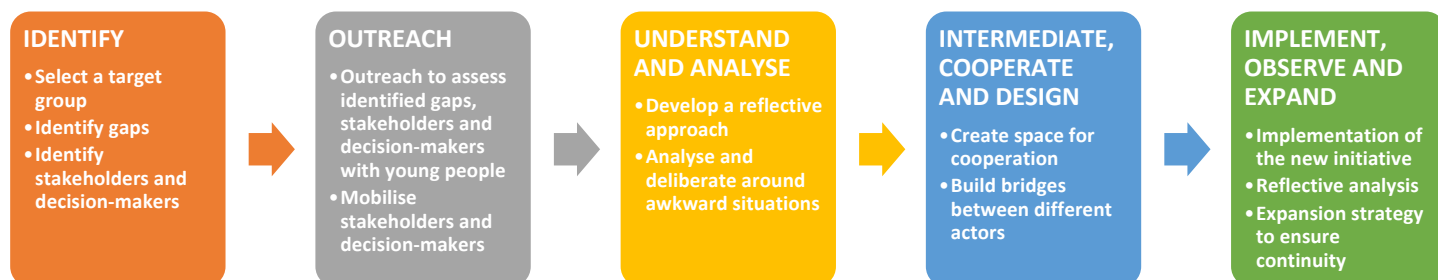 IDENTIFY
•Select a target
group
•Identify gaps
•Identify
stakeholders and
decision-makers
OUTREACH
•Outreach to assess
identified gaps,
stakeholders and
decision-makers
with young people
•Mobilise
stakeholders and
decision-makers
UNDERSTAND
AND ANALYSE
•Develop a reflective
approach
•Analyse and
deliberate around
awkward situations
INTERMEDIATE,
COOPERATE
AND DESIGN
•Create space for
cooperation
•Build bridges
between different
actors
IMPLEMENT,
OBSERVE AND
EXPAND
•Implementation of
the new initiative
•Reflective analysis
•Expansion strategy
to ensure
continuity